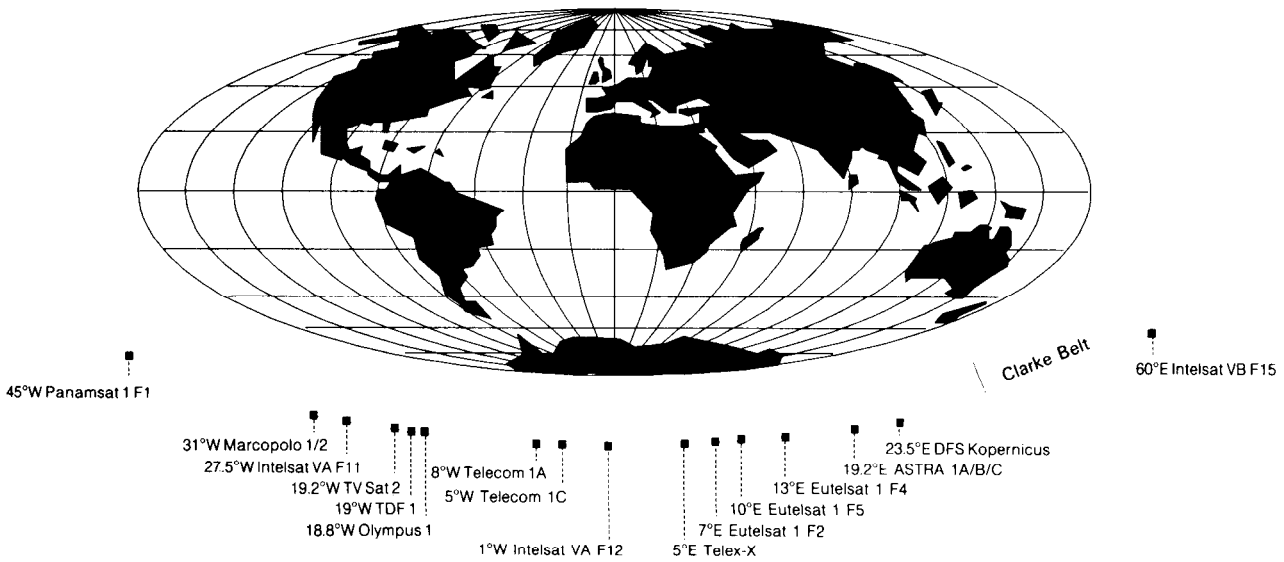 Clarke Belt
45°W Panamsat 1 F1
31°W Marcopolo 1/2
27.5°W Intelsat VA F11
19.2°W TV Sat 2
19°W TDF 1
18.8°W Olympus 1
8°W Telecom 1A
5°W Telecom 1C
1°W Intelsat VA F12
5°E Telex-X
7°E Eutelsat 1 F2
10°E Eutelsat 1 F5
13°E Eutelsat 1 F4
19.2°E ASTRA 1A/B/C
23.5°E DFS Kopernicus
60°E Intelsat VB F15